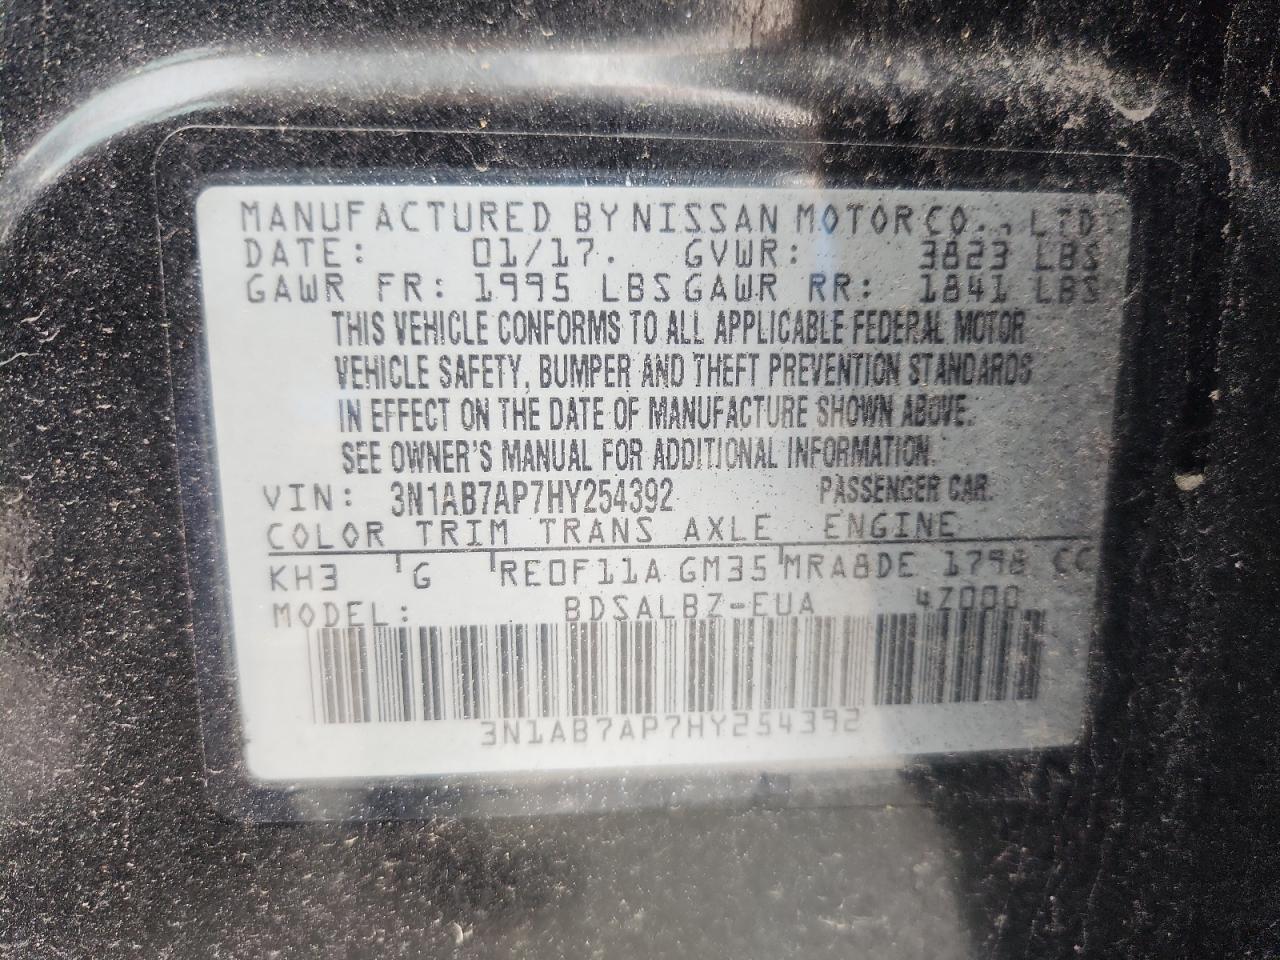 MANUFACTURED BY NISSAN MOTOR CO., LTD
DATE: 01/17. GVWR: 3823 LBS
GAWR FR: 1995 LBS GAWR RR: 1841 LBS
THIS VEHICLE CONFORMS TO ALL APPLICABLE FEDERAL MOTOR
VEHICLE SAFETY, BUMPER AND THEFT PREVENTION STANDARDS
IN EFFECT ON THE DATE OF MANUFACTURE SHOWN ABOVE.
SEE OWNER'S MANUAL FOR ADDITIONAL INFORMATION.
VIN: 3N1AB7AP7HY254392 PASSENGER CAR.
COLOR TRIM TRANS AXLE ENGINE
KH3 G RE0F11A GM35 MRA8DE 1798 CC
MODEL: BDSALBZ-EUA 4Z000
3N1AB7AP7HY254392